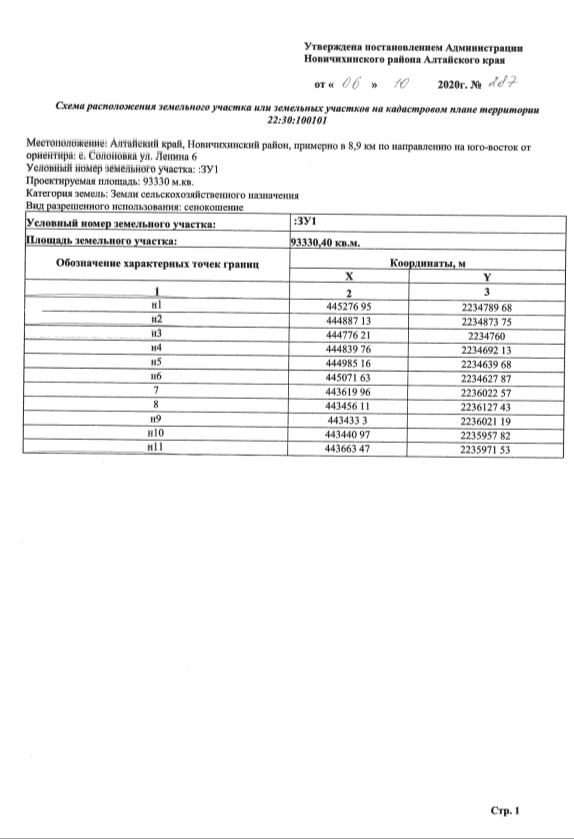 Утверждена постановлением Администрации
Новичихинского района Алтайского края
от « 06 » 10 2020г. № 287
Схема расположения земельного участка или земельных участков на кадастровом плане территории
22:30:100101
Местоположение: Алтайский край, Новичихинский район, примерно в 8,9 км по направлению на юго-восток от
ориентира: с. Солоновка ул. Ленина 6
Условный номер земельного участка: :ЗУ1
Проектируемая площадь: 93330 м.кв.
Категория земель: Земли сельскохозяйственного назначения
Вид разрешенного использования: сенокошение
Условный номер земельного участка: :ЗУ1
Площадь земельного участка: 93330,40 кв.м.
Обозначение характерных точек границ Координаты, м
X Y
1 2 3
н1 445276 95 2234789 68
н2 444887 13 2234873 75
н3 444776 21 2234760
н4 444839 76 2234692 13
н5 444985 16 2234639 68
н6 445071 63 2234627 87
7 443619 96 2236022 57
8 443456 11 2236127 43
н9 443433 3 2236021 19
н10 443440 97 2235957 82
н11 443663 47 2235971 53
Стр. 1